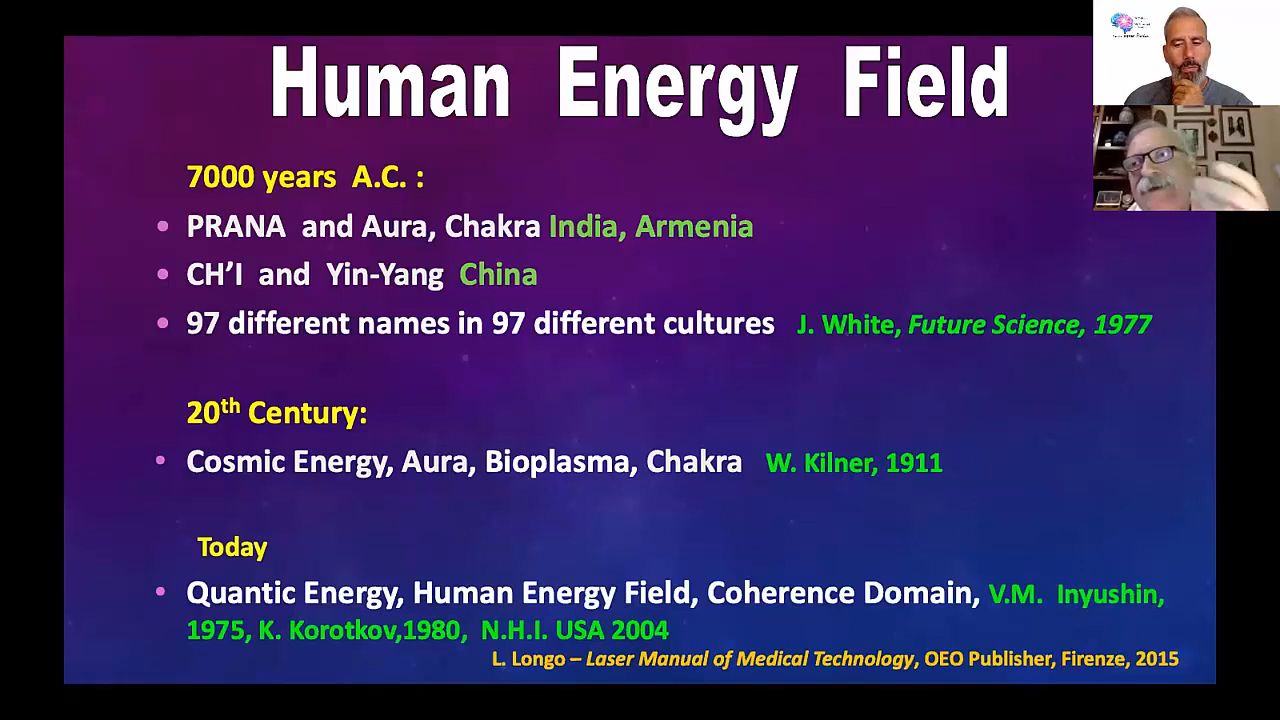 Human Energy Field
7000 years A.C. :
• PRANA and Aura, Chakra India, Armenia
• CH’I and Yin-Yang China
• 97 different names in 97 different cultures J. White, Future Science, 1977
20th Century:
• Cosmic Energy, Aura, Bioplasma, Chakra W. Kilner, 1911
Today
• Quantic Energy, Human Energy Field, Coherence Domain, V.M. Inyushin,
1975, K. Korotkov,1980, N.H.I. USA 2004
L. Longo – Laser Manual of Medical Technology, OEO Publisher, Firenze, 2015